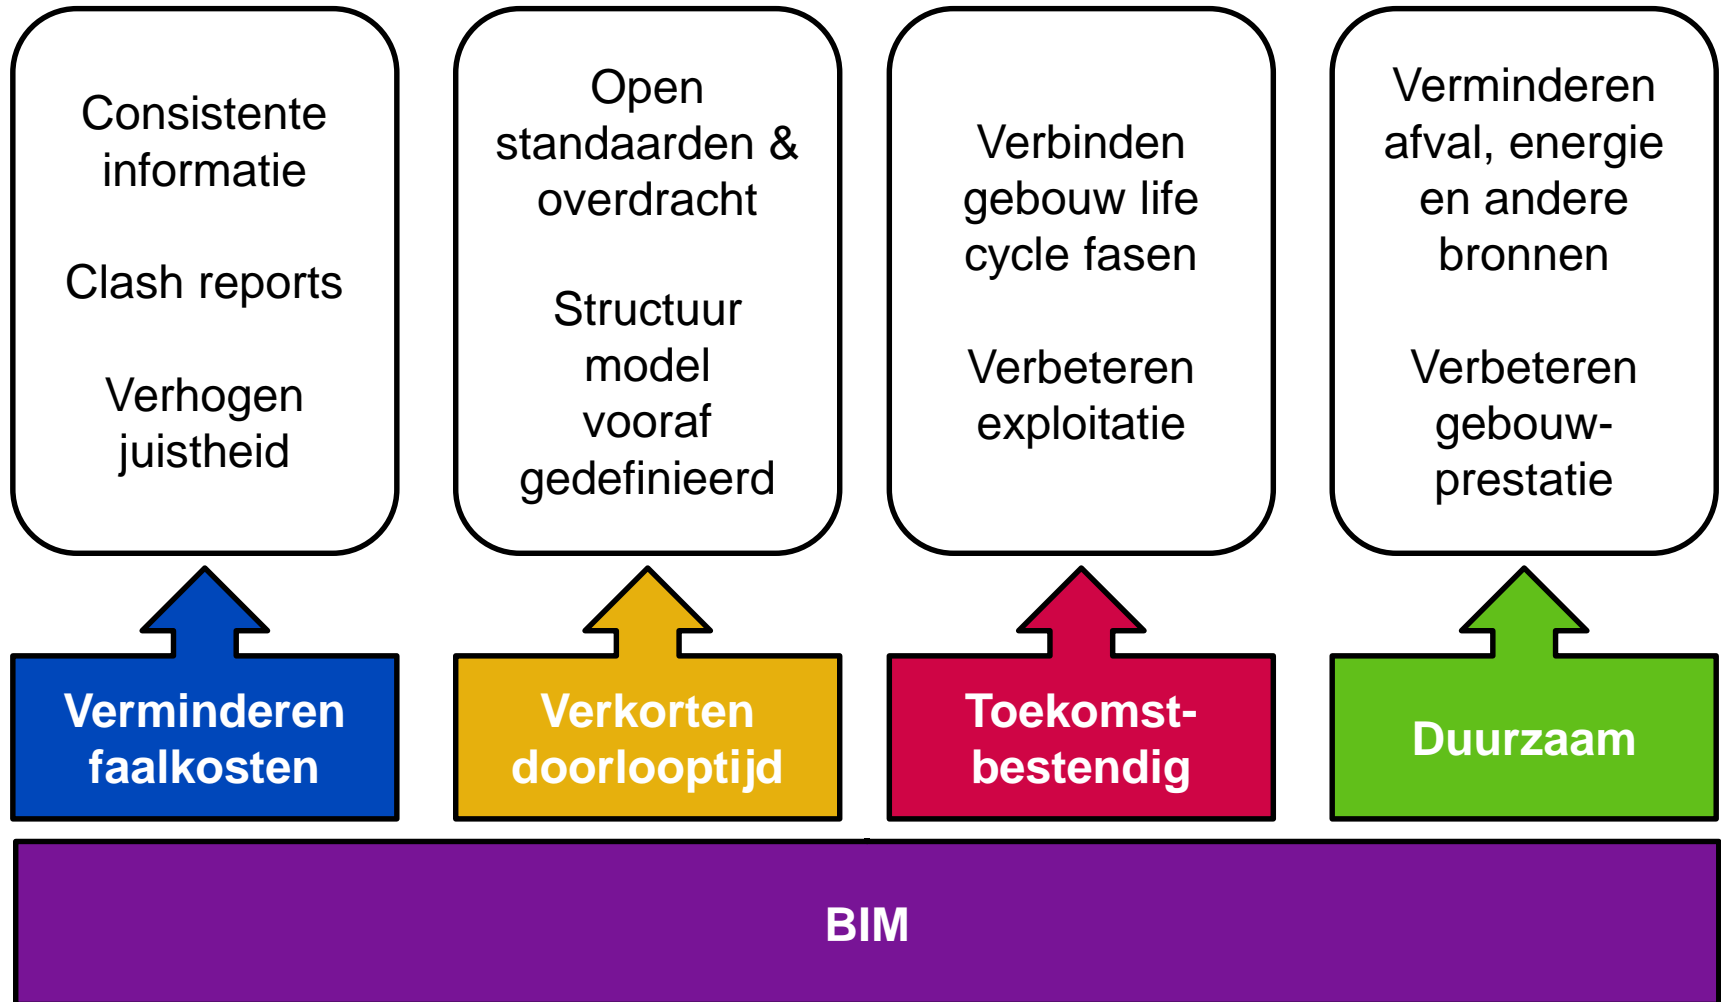 Consistente
informatie
Clash reports
Verhogen
juistheid
Open
standaarden &
overdracht
Structuur
model
vooraf
gedefinieerd
Verbinden
gebouw life
cycle fasen
Verbeteren
exploitatie
Verminderen
afval, energie
en andere
bronnen
Verbeteren
gebouw-
prestatie
Verminderen
faalkosten
Verkorten
doorlooptijd
Toekomst-
bestendig
Duurzaam
BIM